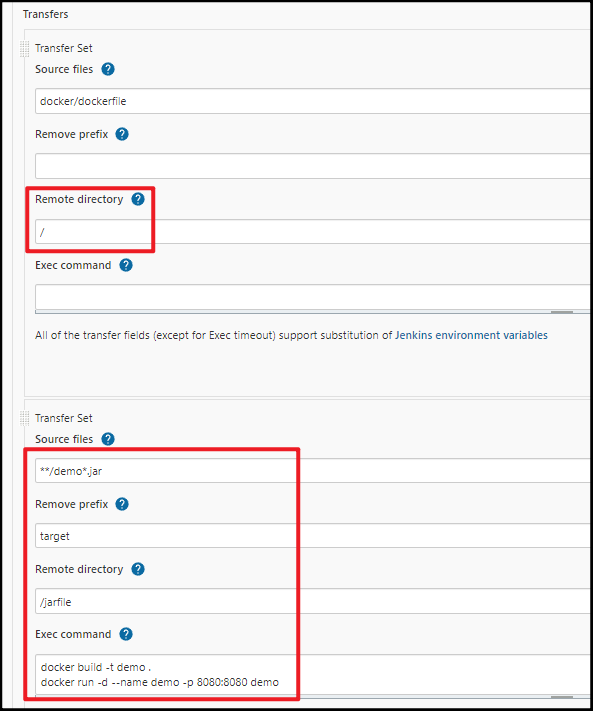 Transfers
Transfer Set
Source files ?
docker/dockerfile
Remove prefix ?
Remote directory ?
/
Exec command ?
All of the transfer fields (except for Exec timeout) support substitution of Jenkins environment variables
Transfer Set
Source files ?
**/demo*.jar
Remove prefix ?
target
Remote directory ?
/jarfile
Exec command ?
docker build -t demo .
docker run -d --name demo -p 8080:8080 demo